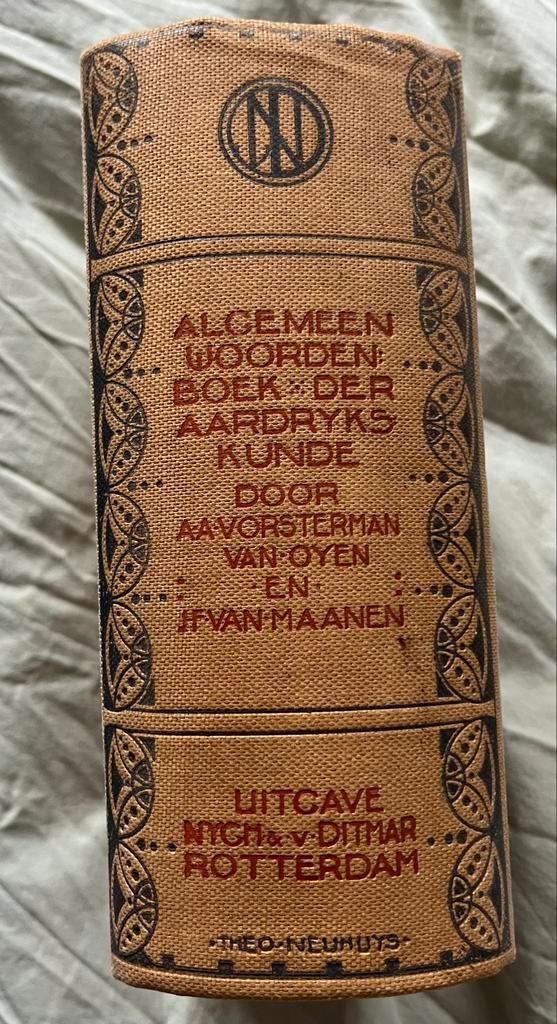 ALGEMEEN
WOORDEN:
BOEK DER
AARDRYKS
KUNDE
DOOR
A·A·VORSTERMAN
VAN·OYEN
·EN·
J·F·VAN·MAANEN
UITGAVE
NYGH & V·DITMAR
ROTTERDAM
·THEO·NEUHUYS·